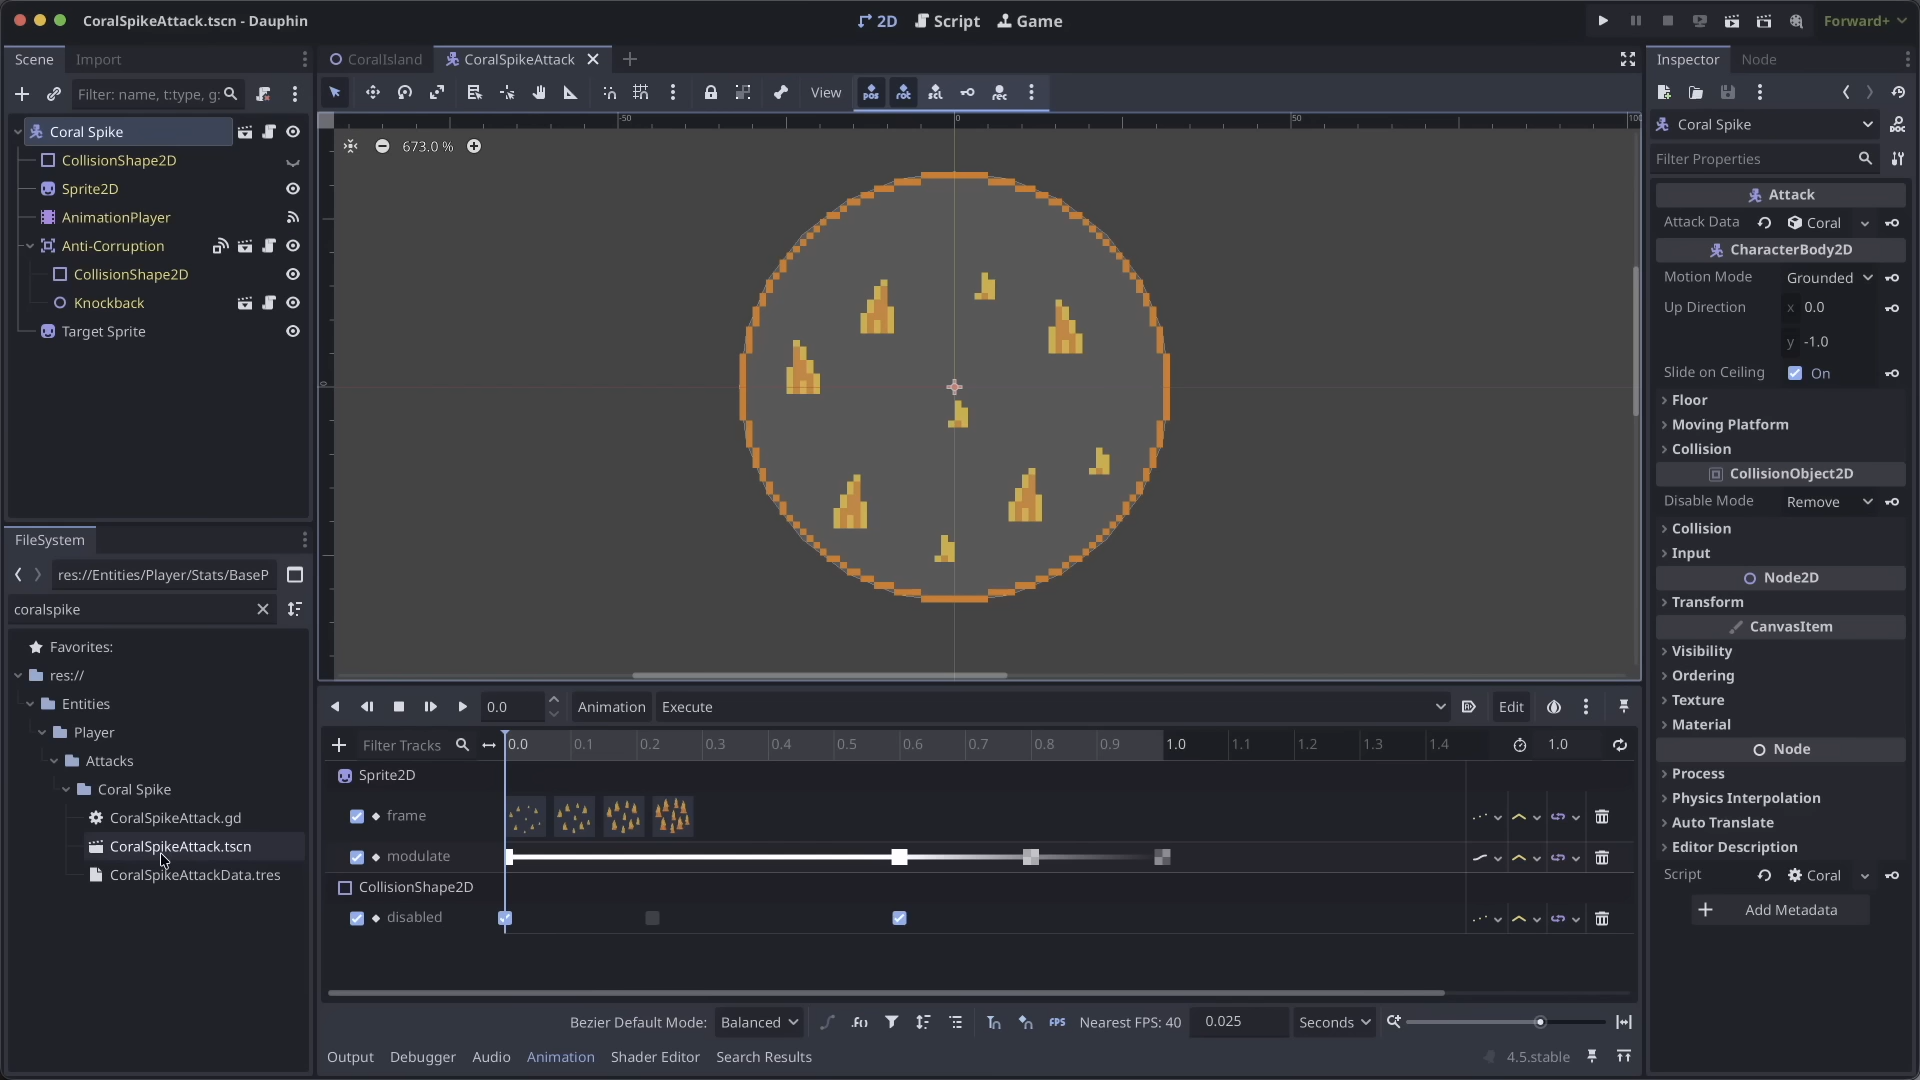 CoralSpikeAttack.tscn - Dauphin
2D
Script
Game
Forward+
Scene
Import
Filter: name, t:type, g:
Coral Spike
CollisionShape2D
Sprite2D
AnimationPlayer
Anti-Corruption
CollisionShape2D
Knockback
Target Sprite
FileSystem
res://Entities/Player/Stats/BaseP
coralspike
Favorites:
res://
Entities
Player
Attacks
Coral Spike
CoralSpikeAttack.gd
CoralSpikeAttack.tscn
CoralSpikeAttackData.tres
CoralIsland
CoralSpikeAttack
View
-50
0
50
100
0
673.0 %
0.0
Animation
Execute
Edit
Filter Tracks
0.0 0.1 0.2 0.3 0.4 0.5 0.6 0.7 0.8 0.9 1.0 1.1 1.2 1.3 1.4
1.0
Sprite2D
frame
modulate
CollisionShape2D
disabled
Bezier Default Mode: Balanced
FPS
Nearest FPS: 40
0.025
Seconds
Output
Debugger
Audio
Animation
Shader Editor
Search Results
4.5.stable
Inspector
Node
Coral Spike
DOC
Filter Properties
Attack
Attack Data
Coral
CharacterBody2D
Motion Mode
Grounded
Up Direction
x 0.0
y -1.0
Slide on Ceiling
On
Floor
Moving Platform
Collision
CollisionObject2D
Disable Mode
Remove
Collision
Input
Node2D
Transform
CanvasItem
Visibility
Ordering
Texture
Material
Node
Process
Physics Interpolation
Auto Translate
Editor Description
Script
Coral
Add Metadata